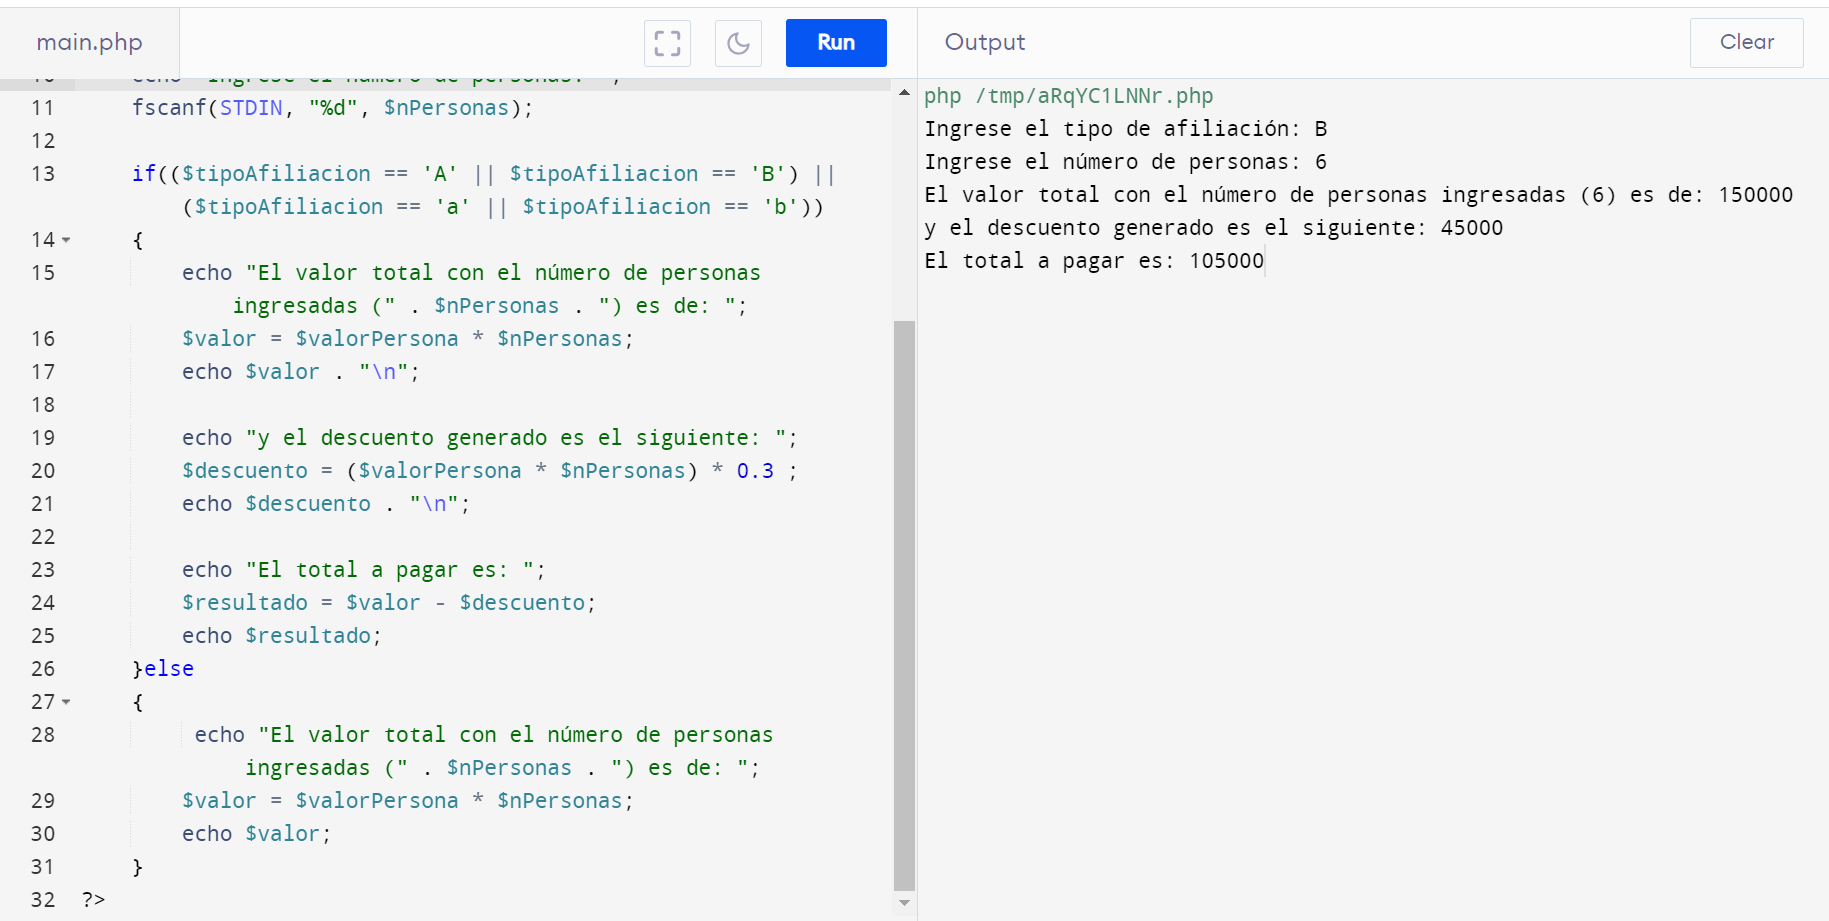 main.php
Run
Output
Clear
10 echo "Ingrese el número de personas: ";
11 fscanf(STDIN, "%d", $nPersonas);
12
13 if(($tipoAfiliacion == 'A' || $tipoAfiliacion == 'B') ||
($tipoAfiliacion == 'a' || $tipoAfiliacion == 'b'))
14 {
15 echo "El valor total con el número de personas
ingresadas (" . $nPersonas . ") es de: ";
16 $valor = $valorPersona * $nPersonas;
17 echo $valor . "\n";
18
19 echo "y el descuento generado es el siguiente: ";
20 $descuento = ($valorPersona * $nPersonas) * 0.3 ;
21 echo $descuento . "\n";
22
23 echo "El total a pagar es: ";
24 $resultado = $valor - $descuento;
25 echo $resultado;
26 }else
27 {
28 echo "El valor total con el número de personas
ingresadas (" . $nPersonas . ") es de: ";
29 $valor = $valorPersona * $nPersonas;
30 echo $valor;
31 }
32 ?>
php /tmp/aRqYC1LNNr.php
Ingrese el tipo de afiliación: B
Ingrese el número de personas: 6
El valor total con el número de personas ingresadas (6) es de: 150000
y el descuento generado es el siguiente: 45000
El total a pagar es: 105000